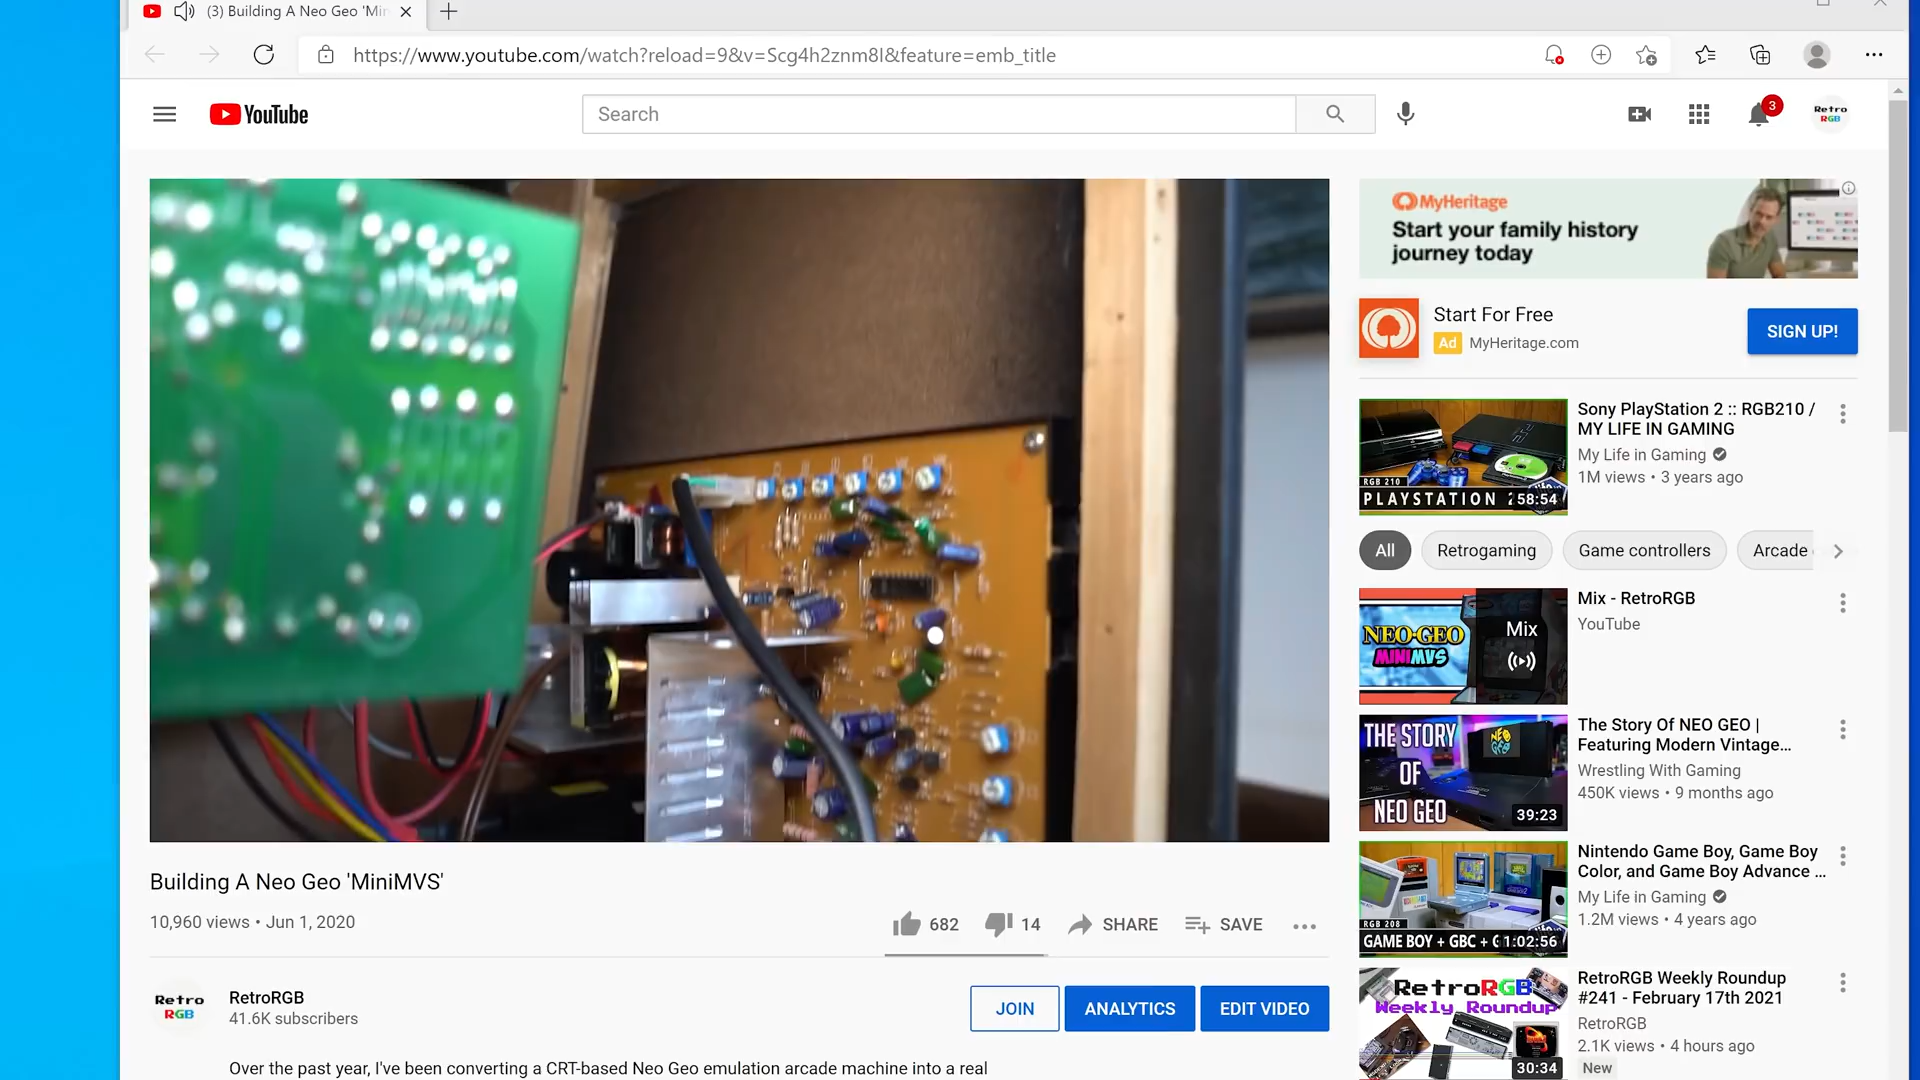 (3) Building A Neo Geo 'Min
https://www.youtube.com/watch?reload=9&v=Scg4h2znm8I&feature=emb_title
YouTube
Search
3
Retro
RGB
MyHeritage
Start your family history
journey today
Start For Free
Ad MyHeritage.com
SIGN UP!
RGB 210
PLAYSTATION 2
58:54
Sony PlayStation 2 :: RGB210 /
MY LIFE IN GAMING
My Life in Gaming
1M views • 3 years ago
All
Retrogaming
Game controllers
Arcade
NEO-GEO
MINIMVS
Mix
Mix - RetroRGB
YouTube
THE STORY
OF
NEO GEO
NEO
GEO
39:23
The Story Of NEO GEO |
Featuring Modern Vintage...
Wrestling With Gaming
450K views • 9 months ago
RGB 208
GAME BOY + GBC + G
1:02:56
Nintendo Game Boy, Game Boy
Color, and Game Boy Advance ...
My Life in Gaming
1.2M views • 4 years ago
RetroRGB
Weekly Roundup
30:34
RetroRGB Weekly Roundup
#241 - February 17th 2021
RetroRGB
2.1K views • 4 hours ago
New
Building A Neo Geo 'MiniMVS'
10,960 views • Jun 1, 2020
682
14
SHARE
SAVE
Retro
RGB
RetroRGB
41.6K subscribers
JOIN
ANALYTICS
EDIT VIDEO
Over the past year, I've been converting a CRT-based Neo Geo emulation arcade machine into a real